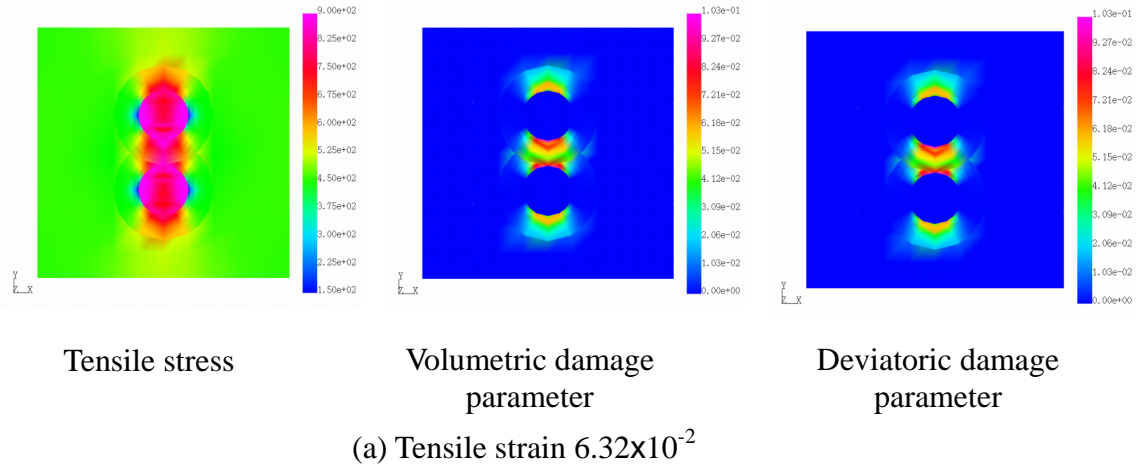 9.00e+02
8.25e+02
7.50e+02
6.75e+02
6.00e+02
5.25e+02
4.50e+02
3.75e+02
3.00e+02
2.25e+02
1.50e+02
Y
Z X
1.03e-01
9.27e-02
8.24e-02
7.21e-02
6.18e-02
5.15e-02
4.12e-02
3.09e-02
2.06e-02
1.03e-02
0.00e+00
Y
Z X
1.03e-01
9.27e-02
8.24e-02
7.21e-02
6.18e-02
5.15e-02
4.12e-02
3.09e-02
2.06e-02
1.03e-02
0.00e+00
Y
Z X
Tensile stress
Volumetric damage
parameter
Deviatoric damage
parameter
(a) Tensile strain 6.32x10⁻²